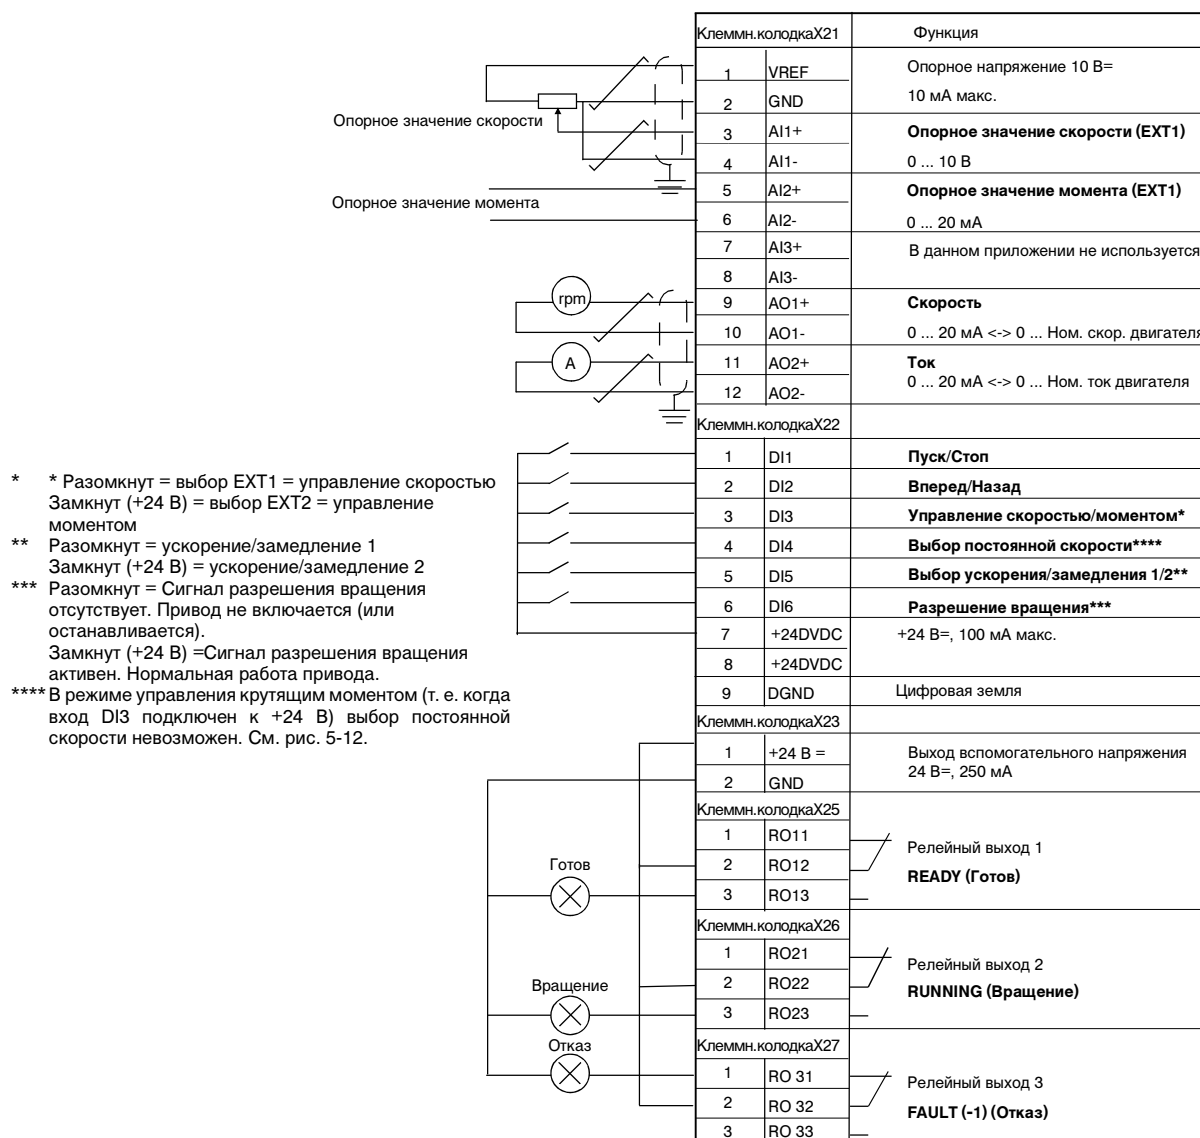 Клеммн.колодкаX21 Функция
1 VREF Опорное напряжение 10 В=
2 GND 10 мА макс.
Опорное значение скорости
3 AI1+ Опорное значение скорости (EXT1)
4 AI1- 0 ... 10 В
5 AI2+ Опорное значение момента (EXT1)
Опорное значение момента
6 AI2- 0 ... 20 мА
7 AI3+ В данном приложении не используется
8 AI3-
rpm
9 AO1+ Скорость
10 AO1- 0 ... 20 мА <-> 0 ... Ном. скор. двигателя
A
11 AO2+ Ток
0 ... 20 мА <-> 0 ... Ном. ток двигателя
12 AO2-
Клеммн.колодкаX22
1 DI1 Пуск/Стоп
2 DI2 Вперед/Назад
3 DI3 Управление скоростью/моментом*
4 DI4 Выбор постоянной скорости****
5 DI5 Выбор ускорения/замедления 1/2**
6 DI6 Разрешение вращения***
7 +24DVDC +24 В=, 100 мА макс.
8 +24DVDC
9 DGND Цифровая земля
* * Разомкнут = выбор EXT1 = управление скоростью
Замкнут (+24 В) = выбор EXT2 = управление
моментом
** Разомкнут = ускорение/замедление 1
Замкнут (+24 В) = ускорение/замедление 2
*** Разомкнут = Сигнал разрешения вращения
отсутствует. Привод не включается (или
останавливается).
Замкнут (+24 В) =Сигнал разрешения вращения
активен. Нормальная работа привода.
**** В режиме управления крутящим моментом (т. е. когда
вход DI3 подключен к +24 В) выбор постоянной
скорости невозможен. См. рис. 5-12.
Клеммн.колодкаX23
1 +24 В = Выход вспомогательного напряжения
24 В=, 250 мА
2 GND
Клеммн.колодкаX25
1 RO11
Релейный выход 1
Готов
2 RO12
READY (Готов)
3 RO13
Клеммн.колодкаX26
1 RO21
Релейный выход 2
2 RO22
Вращение
RUNNING (Вращение)
3 RO23
Отказ
Клеммн.колодкаX27
1 RO 31
Релейный выход 3
2 RO 32
FAULT (-1) (Отказ)
3 RO 33